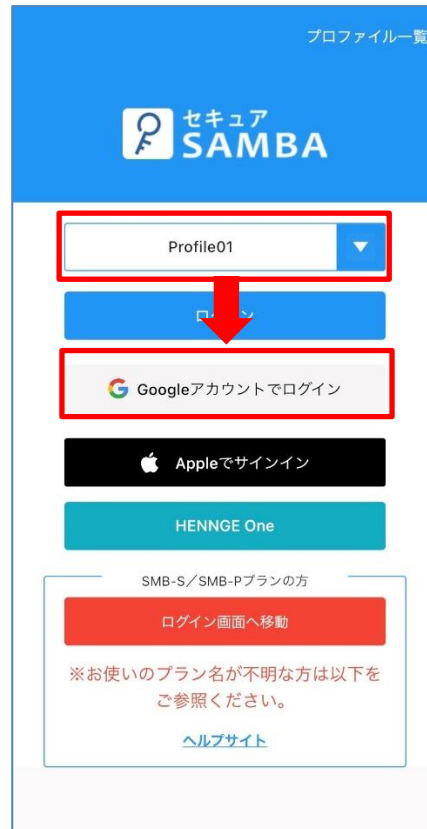 プロファイル一覧
セキュア
SAMBA
Profile01
Googleアカウントでログイン
Appleでサインイン
HENNGE One
SMB-S／SMB-Pプランの方
ログイン画面へ移動
※お使いのプラン名が不明な方は以下を
ご参照ください。
ヘルプサイト